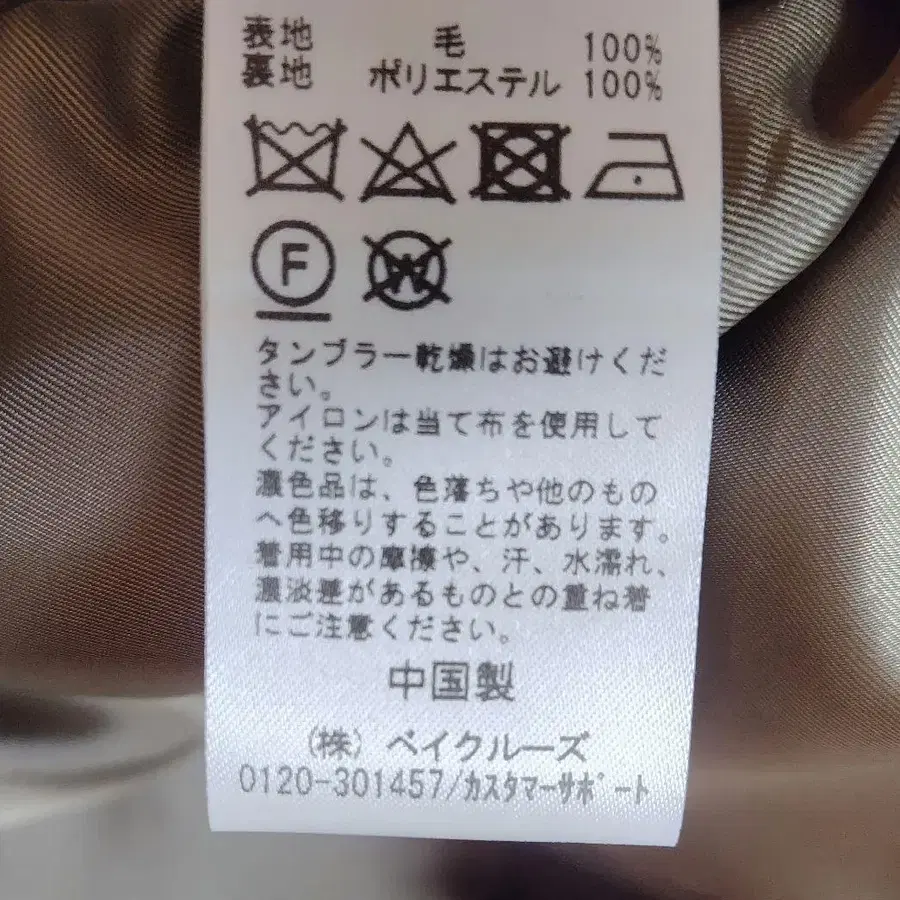 表地 毛 100%
裏地 ポリエステル 100%
F
W
タンブラー乾燥はお避けくだ
さい。
アイロンは当て布を使用して
ください。
濃色品は、色落ちや他のもの
へ色移りすることがあります。
着用中の摩擦や、汗、水濡れ、
濃淡差があるものとの重ね着
にご注意ください。
中国製
(株) ベイクルーズ
0120-301457/ｶｽﾀﾏｰｻﾎﾟｰﾄ